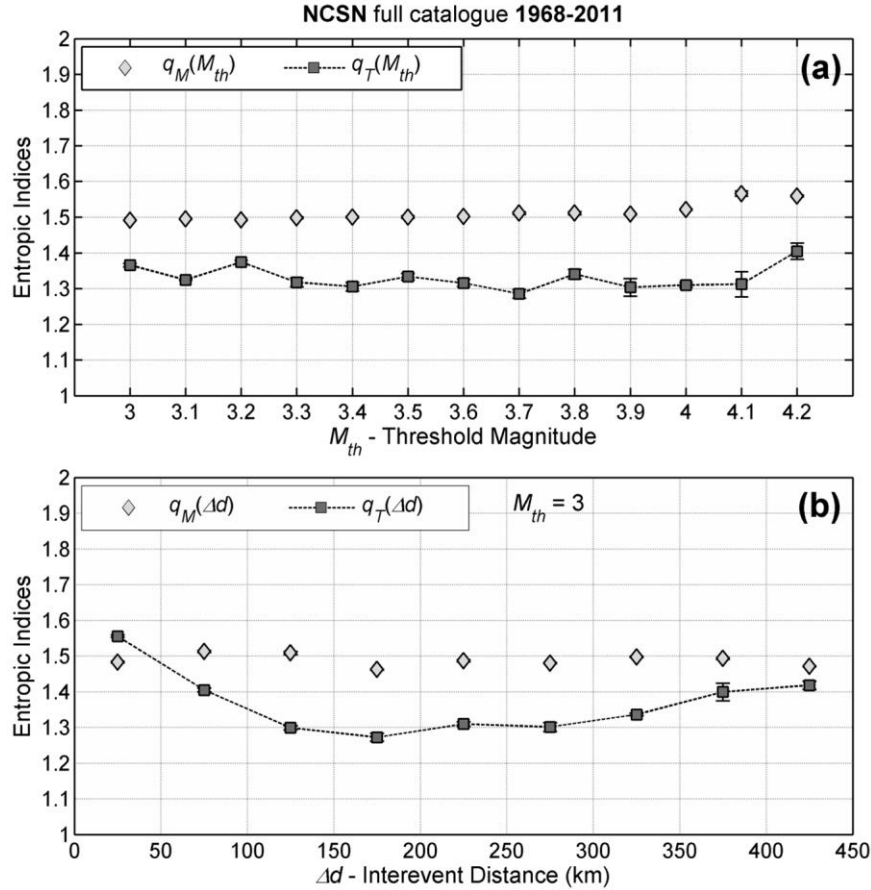 NCSN full catalogue 1968-2011
2
1.9
1.8
1.7
1.6
1.5
1.4
1.3
1.2
1.1
1
Entropic Indices
q_M(M_th) q_T(M_th)
(a)
3 3.1 3.2 3.3 3.4 3.5 3.6 3.7 3.8 3.9 4 4.1 4.2
M_th - Threshold Magnitude
2
1.9
1.8
1.7
1.6
1.5
1.4
1.3
1.2
1.1
1
Entropic Indices
q_M(Δd) q_T(Δd) M_th = 3
(b)
0 50 100 150 200 250 300 350 400 450
Δd - Interevent Distance (km)